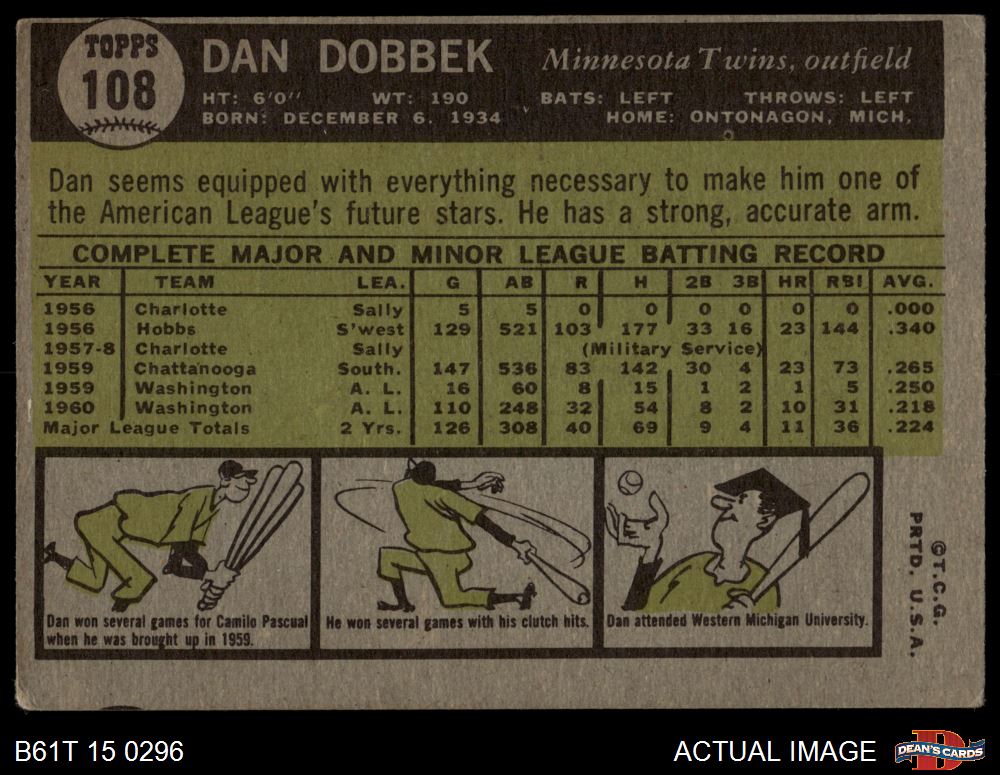 TOPPS
108
DAN DOBBEK Minnesota Twins, outfield
HT: 6'0" WT: 190 BATS: LEFT THROWS: LEFT
BORN: DECEMBER 6, 1934 HOME: ONTONAGON, MICH.
Dan seems equipped with everything necessary to make him one of
the American League's future stars. He has a strong, accurate arm.
COMPLETE MAJOR AND MINOR LEAGUE BATTING RECORD
YEAR TEAM LEA. G AB R H 2B 3B HR RBI AVG.
1956 Charlotte Sally 5 5 0 0 0 0 0 0 .000
1956 Hobbs S'west 129 521 103 177 33 16 23 144 .340
1957-8 Charlotte Sally (Military Service)
1959 Chattanooga South. 147 536 83 142 30 4 23 73 .265
1959 Washington A. L. 16 60 8 15 1 2 1 5 .250
1960 Washington A. L. 110 248 32 54 8 2 10 31 .218
Major League Totals 2 Yrs. 126 308 40 69 9 4 11 36 .224
Dan won several games for Camilo Pascual
when he was brought up in 1959.
He won several games with his clutch hits.
Dan attended Western Michigan University.
©T.C.G.
PRTD. U.S.A.
B61T 15 0296 ACTUAL IMAGE
D
DEAN'S CARDS